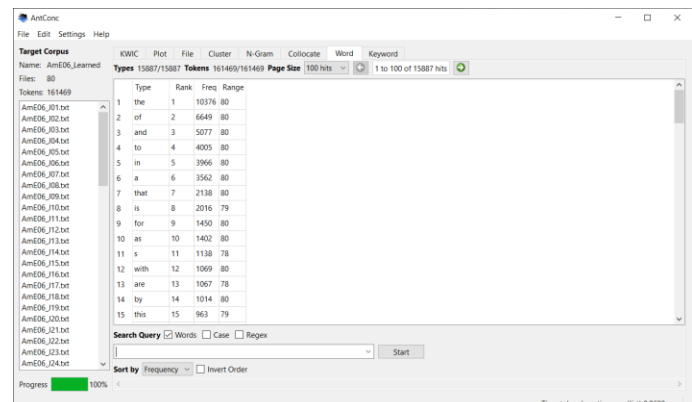 AntConc
File Edit Settings Help
Target Corpus
Name: AmE06_Learned
Files: 80
Tokens: 161469
AmE06_J01.txt
AmE06_J02.txt
AmE06_J03.txt
AmE06_J04.txt
AmE06_J05.txt
AmE06_J06.txt
AmE06_J07.txt
AmE06_J08.txt
AmE06_J09.txt
AmE06_J10.txt
AmE06_J11.txt
AmE06_J12.txt
AmE06_J13.txt
AmE06_J14.txt
AmE06_J15.txt
AmE06_J16.txt
AmE06_J17.txt
AmE06_J18.txt
AmE06_J19.txt
AmE06_J20.txt
AmE06_J21.txt
AmE06_J22.txt
AmE06_J23.txt
AmE06_J24.txt
Progress 100%
KWIC Plot File Cluster N-Gram Collocate Word Keyword
Types 15887/15887 Tokens 161469/161469 Page Size 100 hits 1 to 100 of 15887 hits
Type Rank Freq Range
1 the 1 10376 80
2 of 2 6649 80
3 and 3 5077 80
4 to 4 4005 80
5 in 5 3966 80
6 a 6 3562 80
7 that 7 2138 80
8 is 8 2016 79
9 for 9 1450 80
10 as 10 1402 80
11 s 11 1138 78
12 with 12 1069 80
13 are 13 1067 78
14 by 14 1014 80
15 this 15 963 79
Search Query Words Case Regex
Start
Sort by Frequency Invert Order